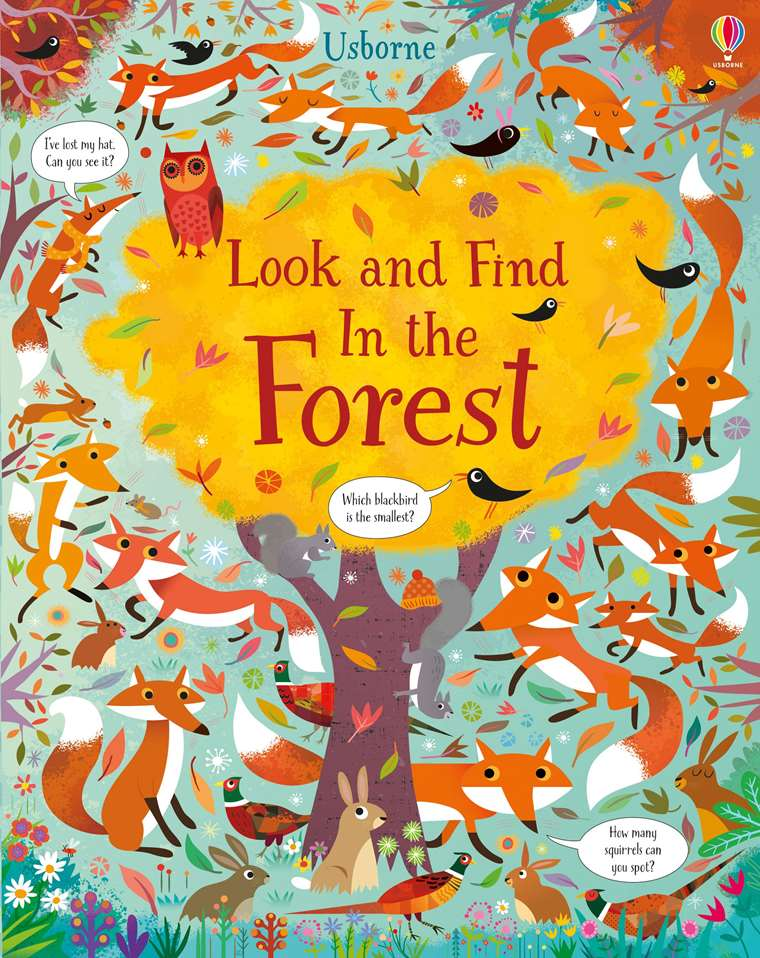 Usborne
USBORNE
I've lost my hat.
Can you see it?
Look and Find
In the
Forest
Which blackbird
is the smallest?
How many
squirrels can
you spot?